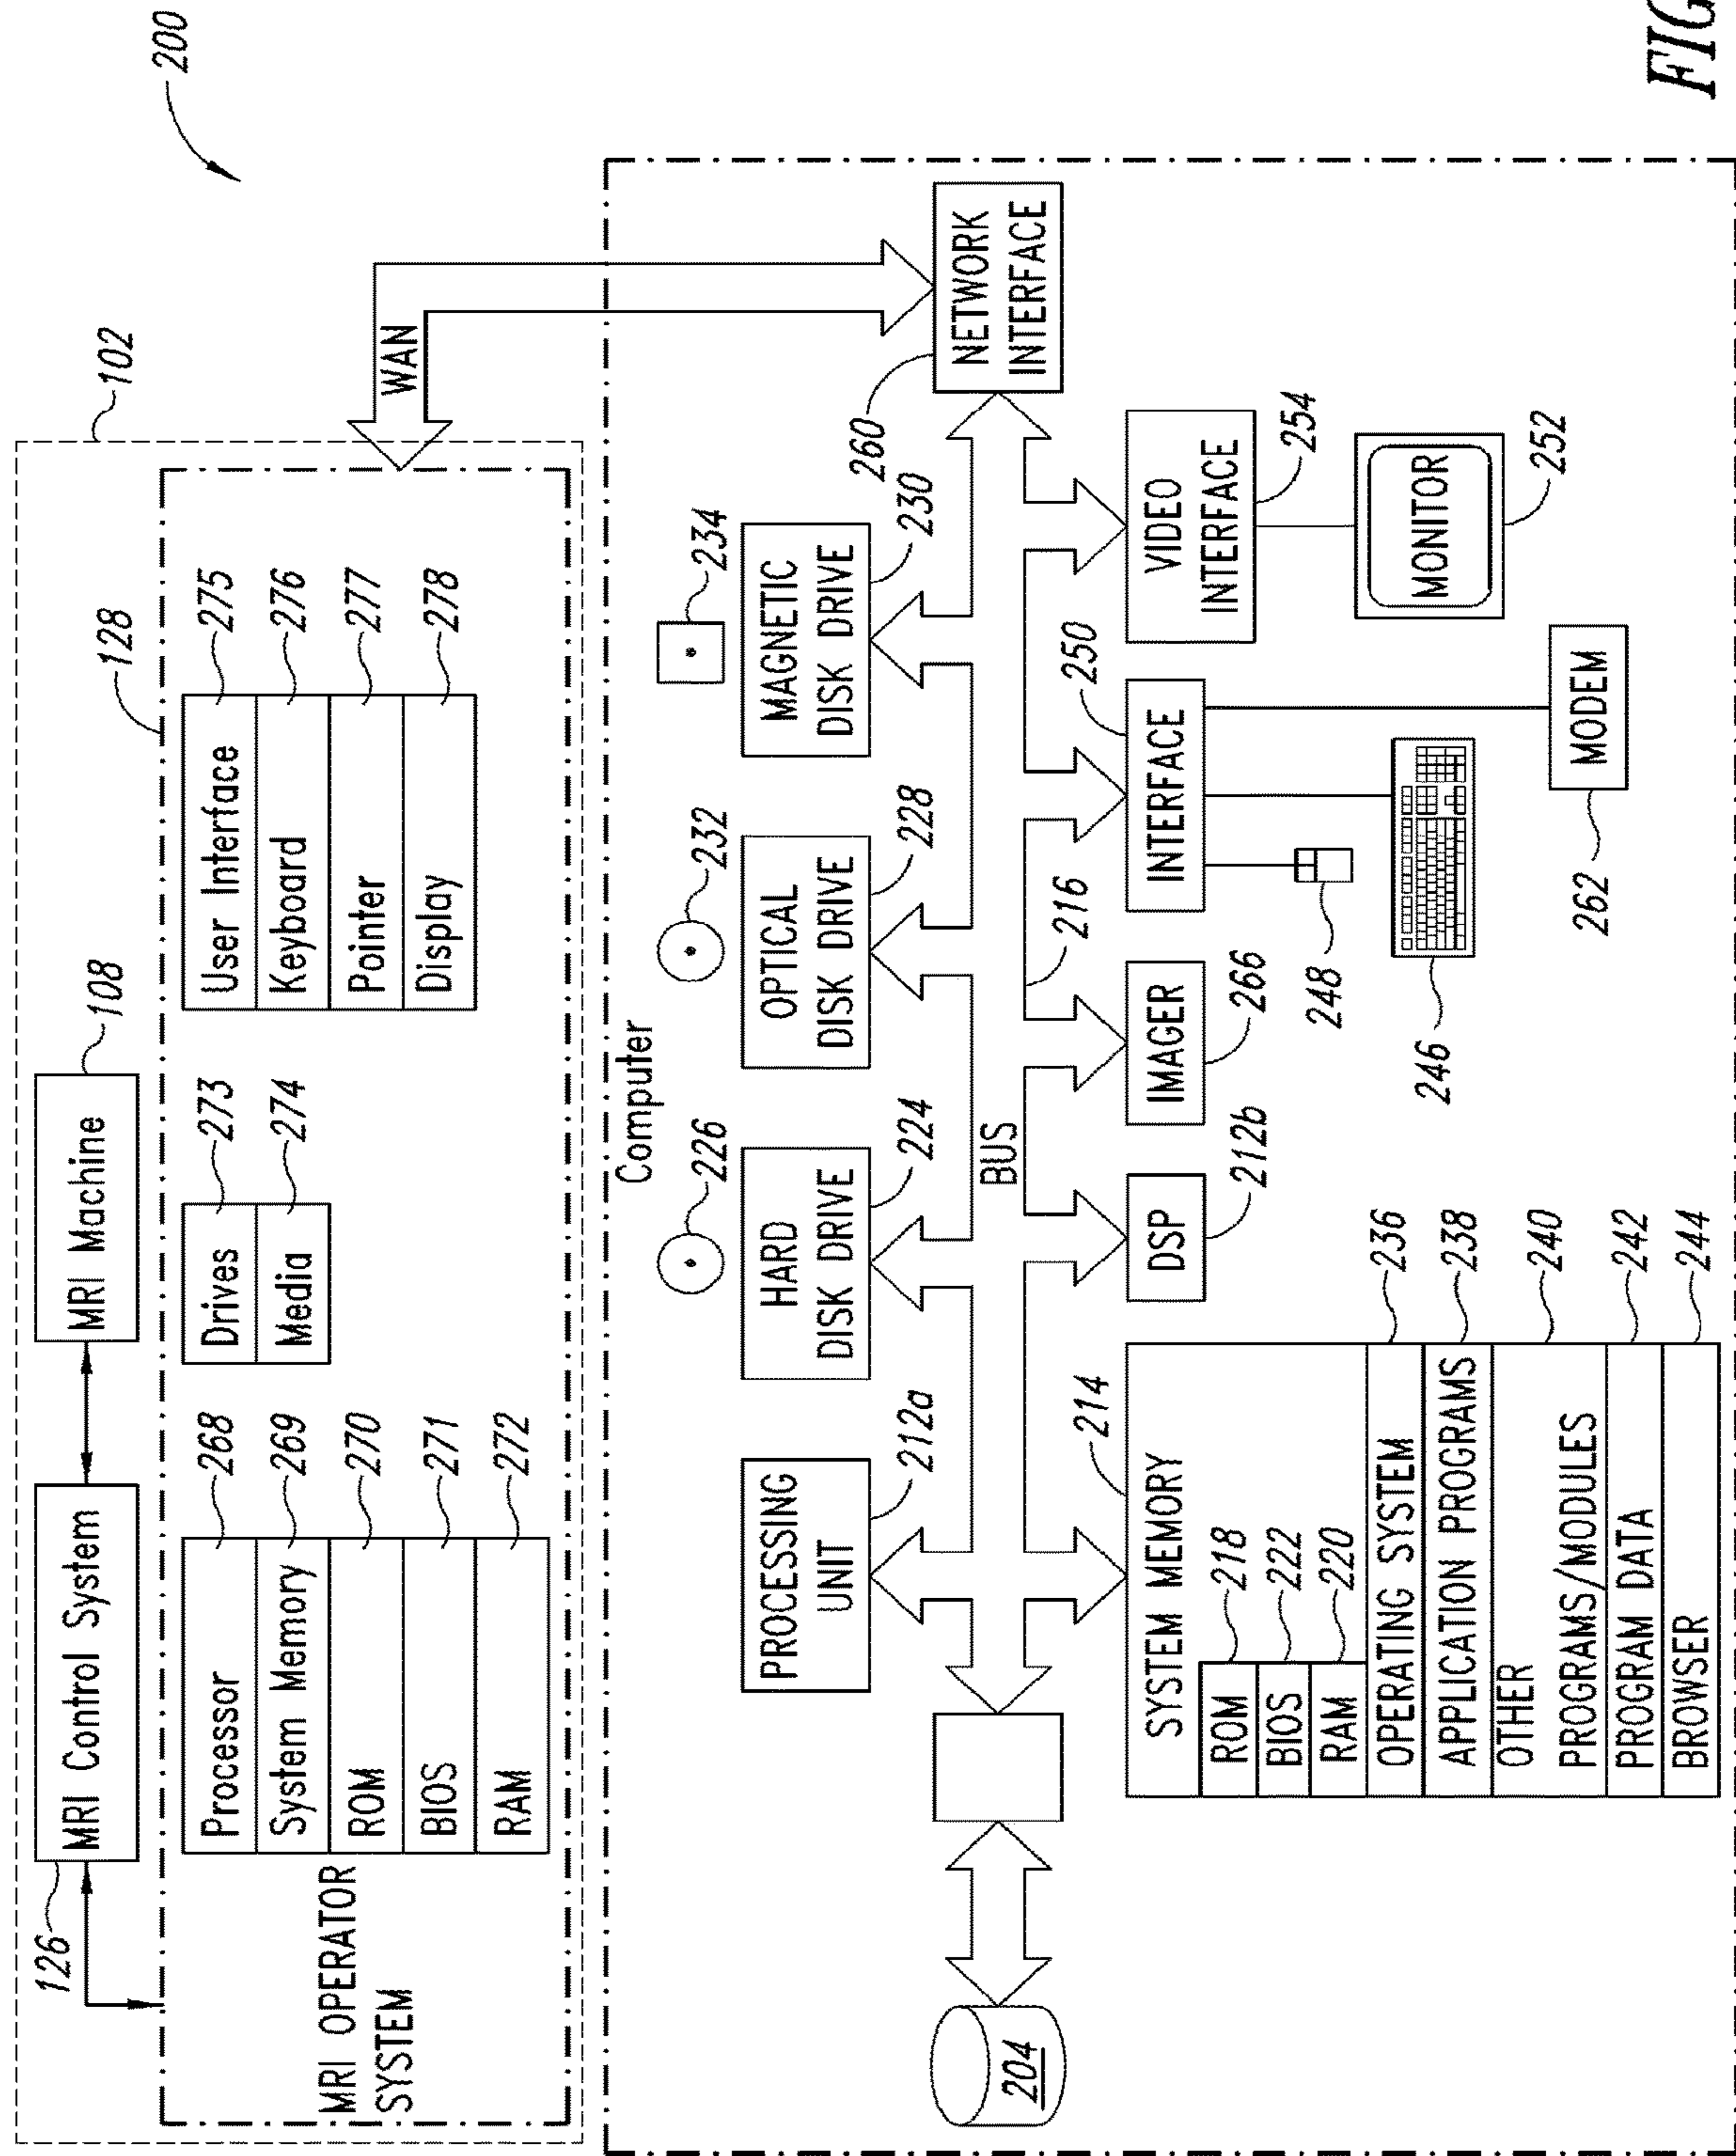 200
102
MRI Control System
126
MRI Machine
108
128
MRI OPERATOR
SYSTEM
Processor
268
System Memory
269
ROM
270
BIOS
271
RAM
272
Drives
273
Media
274
User Interface
275
Keyboard
276
Pointer
277
Display
278
WAN
Computer
226
232
234
PROCESSING
UNIT
212a
HARD
DISK DRIVE
224
OPTICAL
DISK DRIVE
228
MAGNETIC
DISK DRIVE
230
260
NETWORK
INTERFACE
204
BUS
216
SYSTEM MEMORY
214
ROM
218
BIOS
222
RAM
220
OPERATING SYSTEM
236
APPLICATION PROGRAMS
238
OTHER
PROGRAMS/MODULES
240
PROGRAM DATA
242
BROWSER
244
DSP
212b
IMAGER
266
INTERFACE
250
248
246
MODEM
262
VIDEO
INTERFACE
254
MONITOR
252